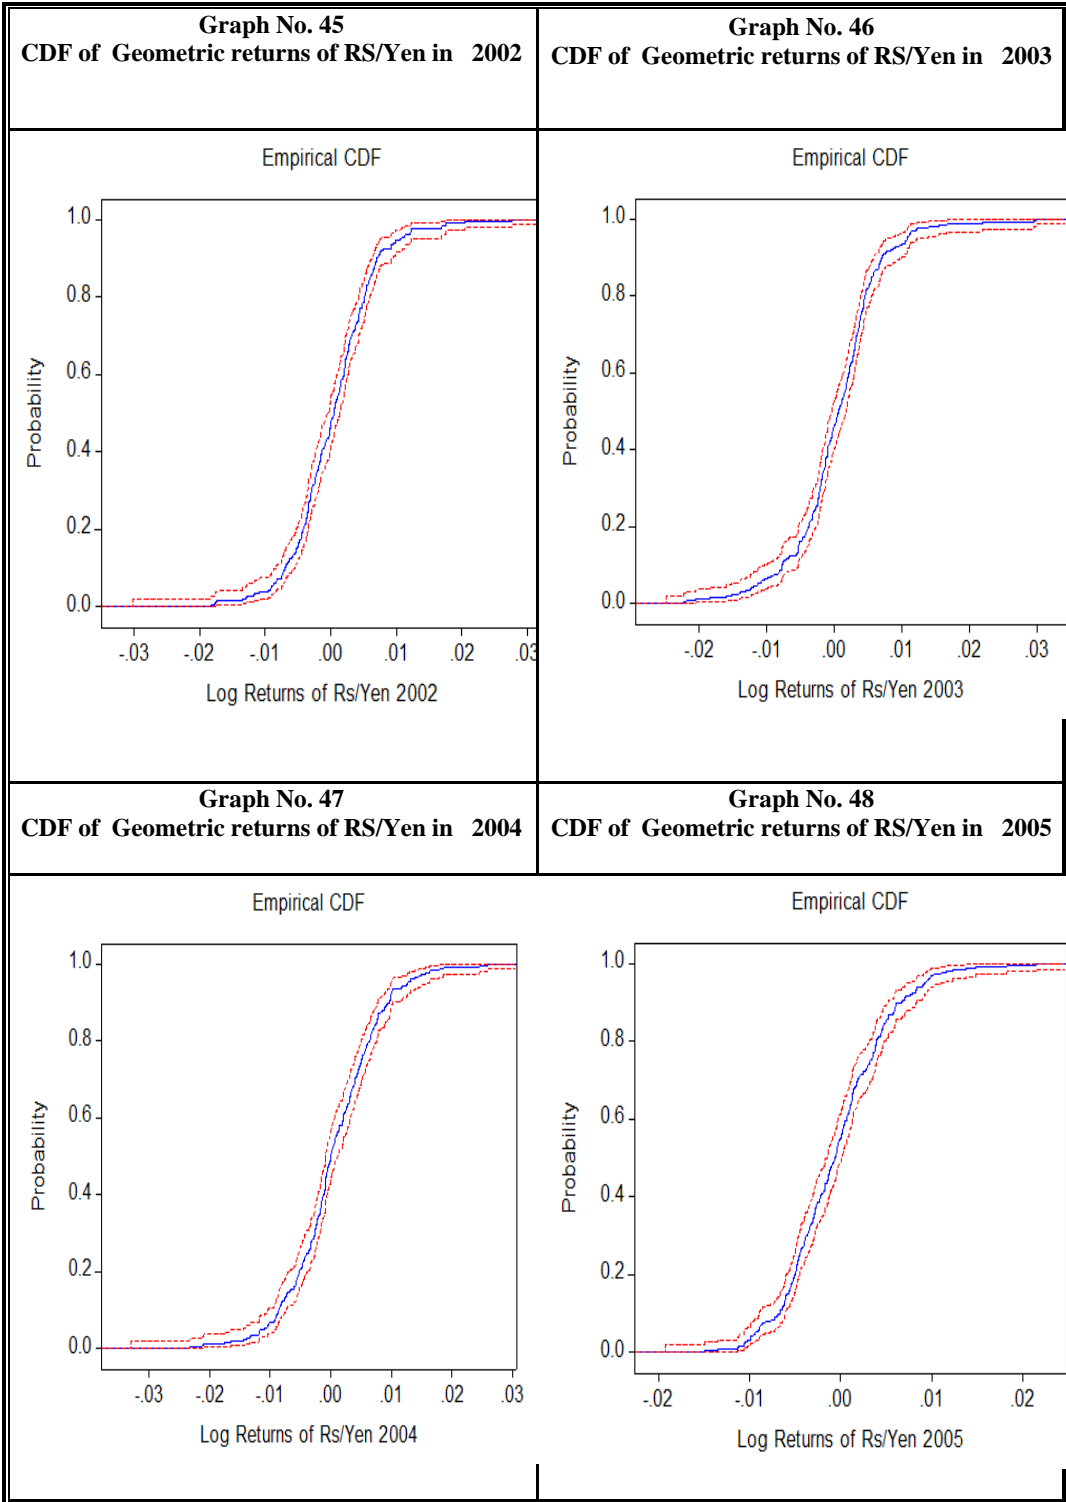 Graph No. 45
CDF of Geometric returns of RS/Yen in 2002
Graph No. 46
CDF of Geometric returns of RS/Yen in 2003
Empirical CDF
1.0
0.8
0.6
0.4
0.2
0.0
Probability
-.03 -.02 -.01 .00 .01 .02 .03
Log Returns of Rs/Yen 2002
Empirical CDF
1.0
0.8
0.6
0.4
0.2
0.0
Probability
-.02 -.01 .00 .01 .02 .03
Log Returns of Rs/Yen 2003
Graph No. 47
CDF of Geometric returns of RS/Yen in 2004
Graph No. 48
CDF of Geometric returns of RS/Yen in 2005
Empirical CDF
1.0
0.8
0.6
0.4
0.2
0.0
Probability
-.03 -.02 -.01 .00 .01 .02 .03
Log Returns of Rs/Yen 2004
Empirical CDF
1.0
0.8
0.6
0.4
0.2
0.0
Probability
-.02 -.01 .00 .01 .02
Log Returns of Rs/Yen 2005